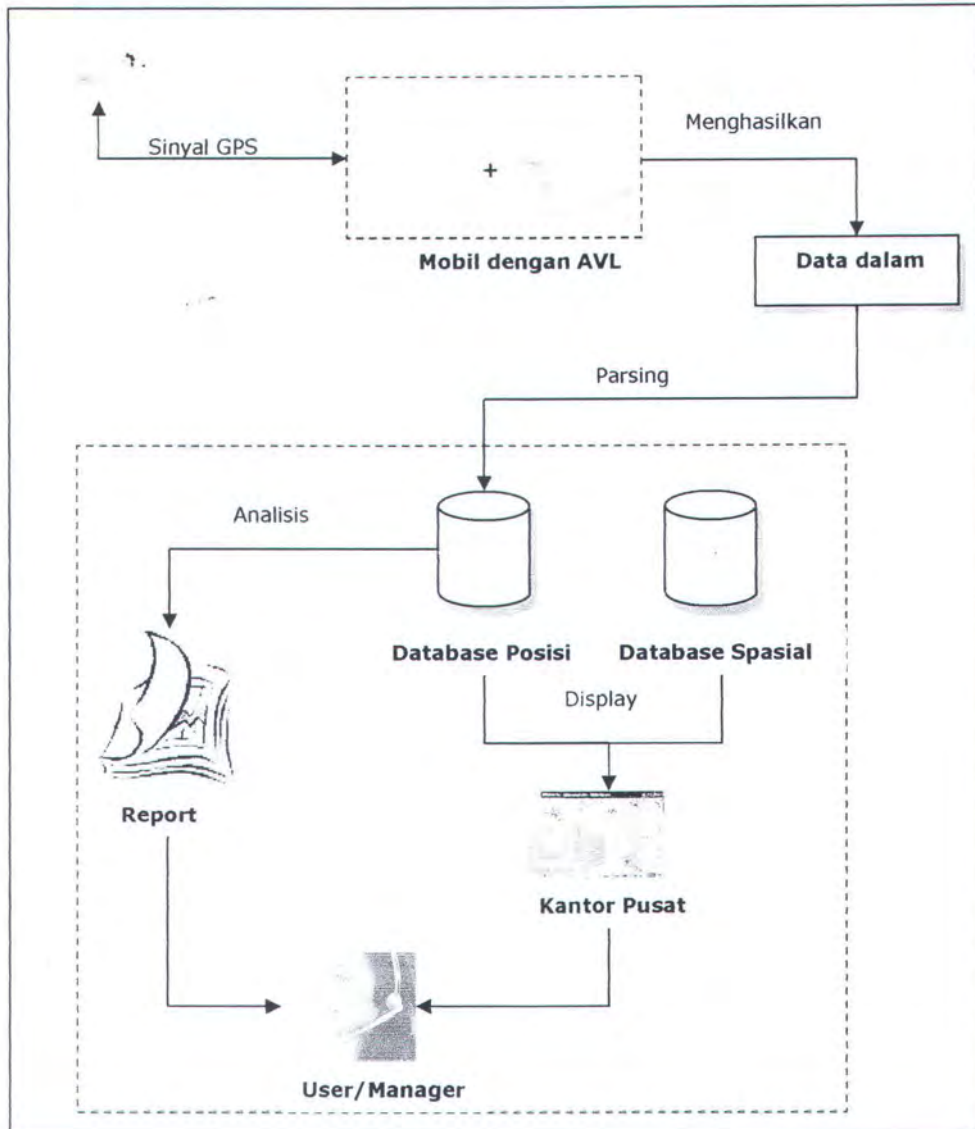 Sinyal GPS
Menghasilkan
+
Mobil dengan AVL
Data dalam
Parsing
Analisis
Database Posisi
Database Spasial
Display
Report
Kantor Pusat
User/Manager